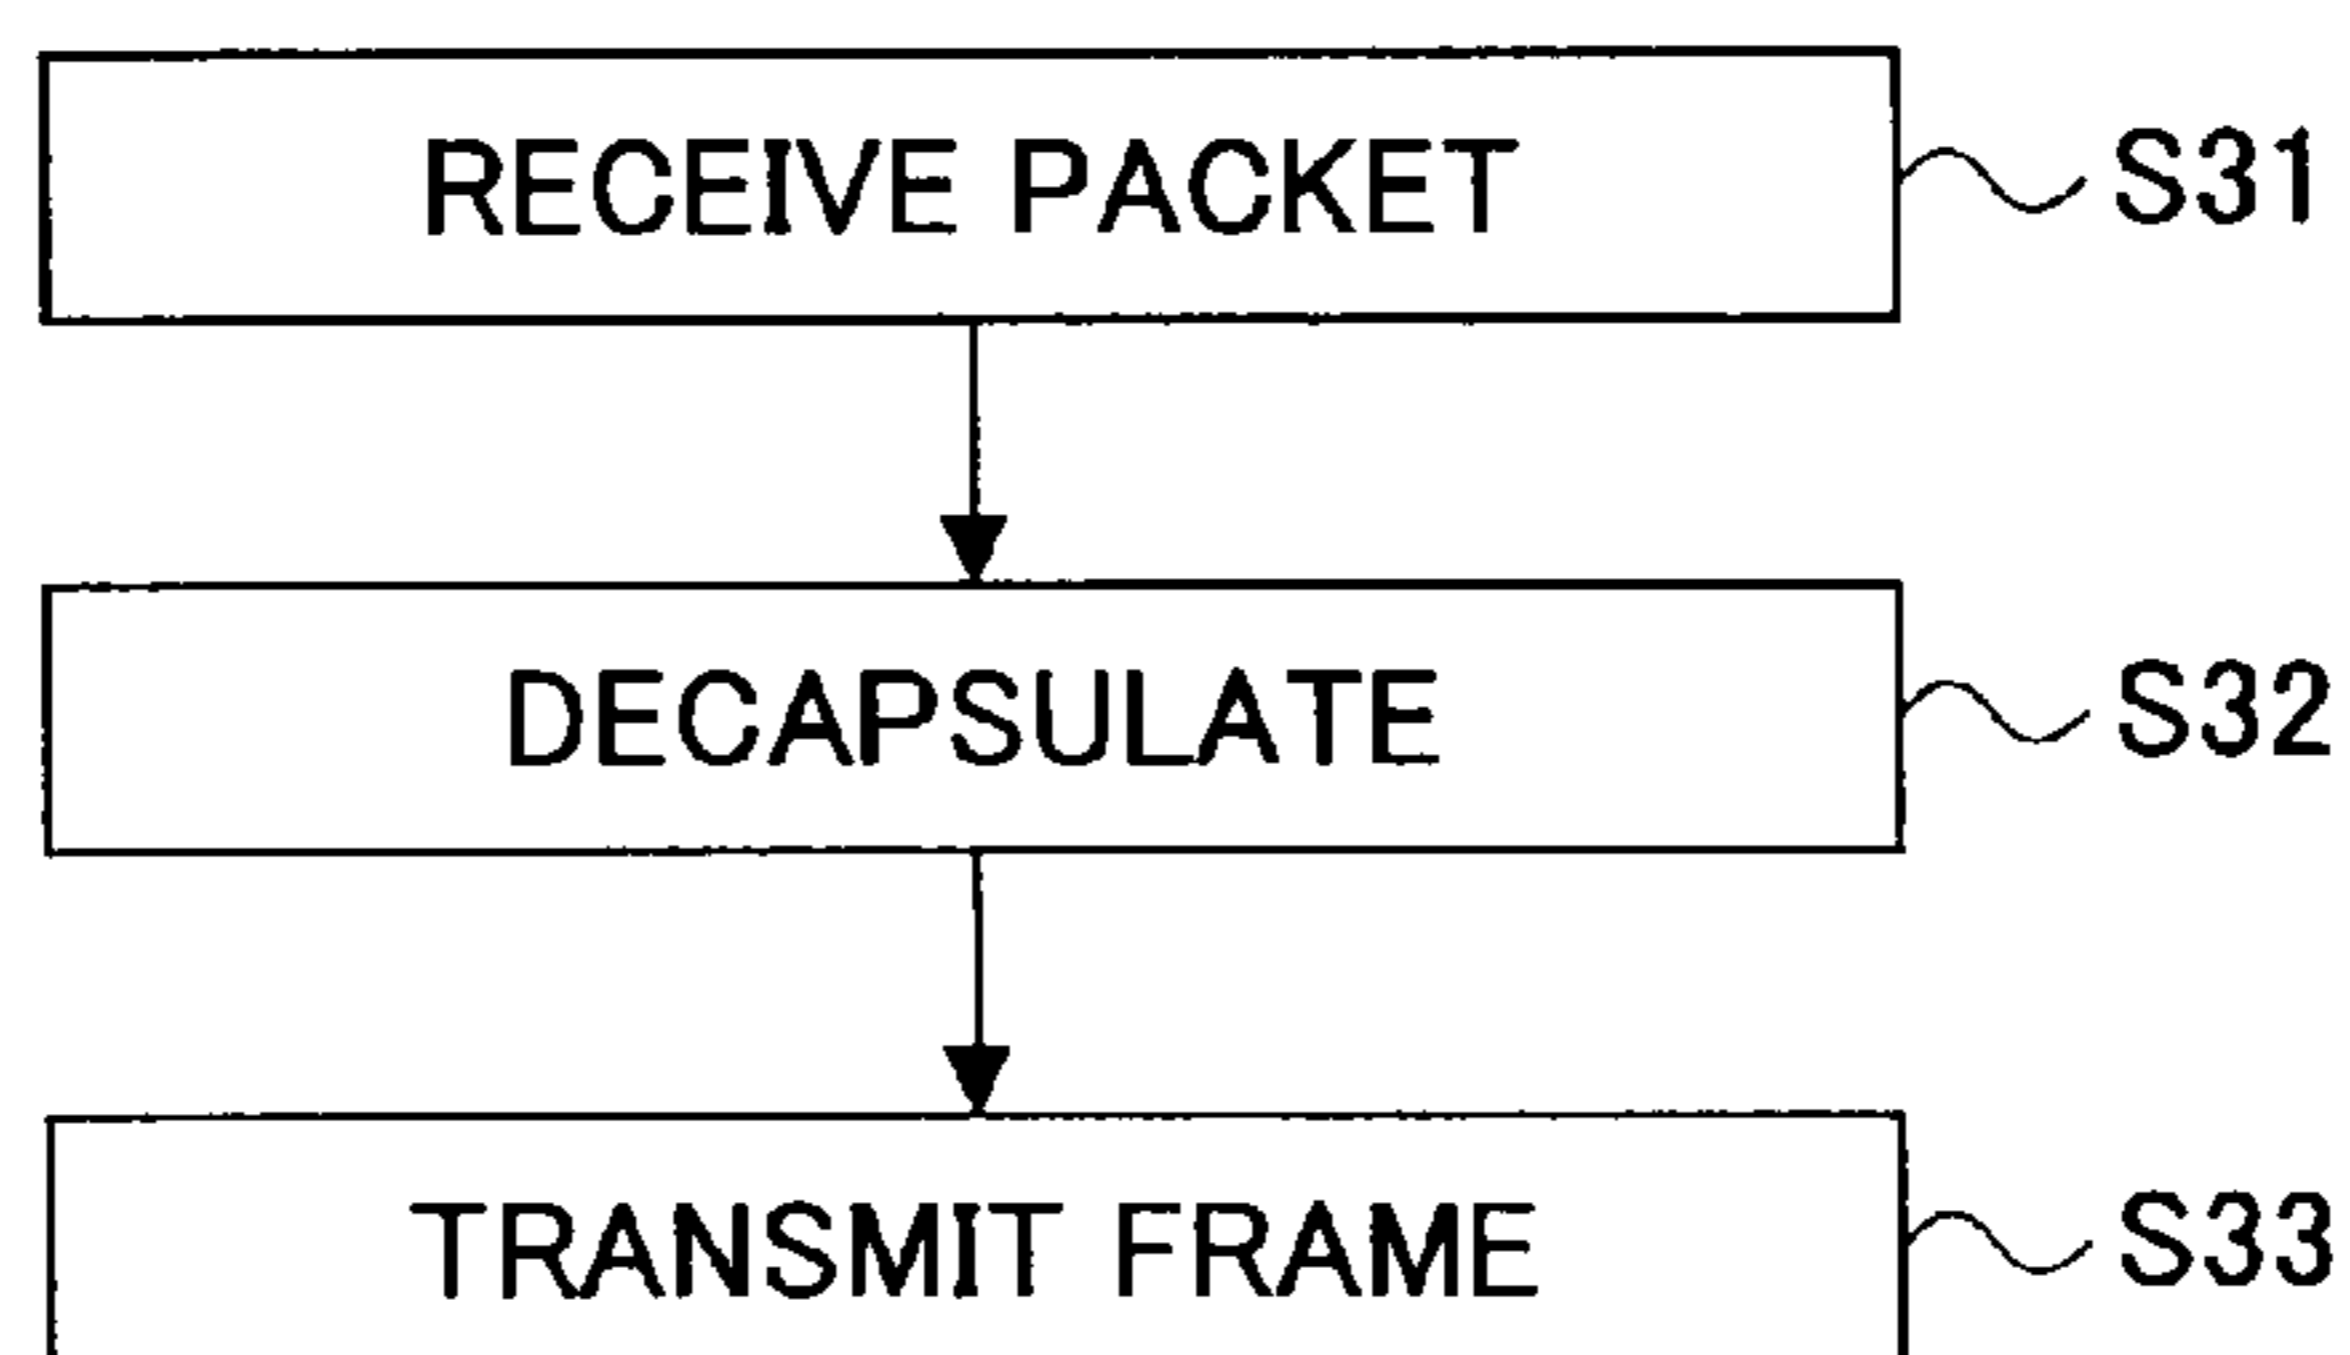 RECEIVE PACKET S31
DECAPSULATE S32
TRANSMIT FRAME S33